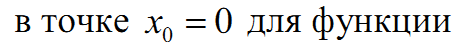 в точке x₀ = 0 для функции